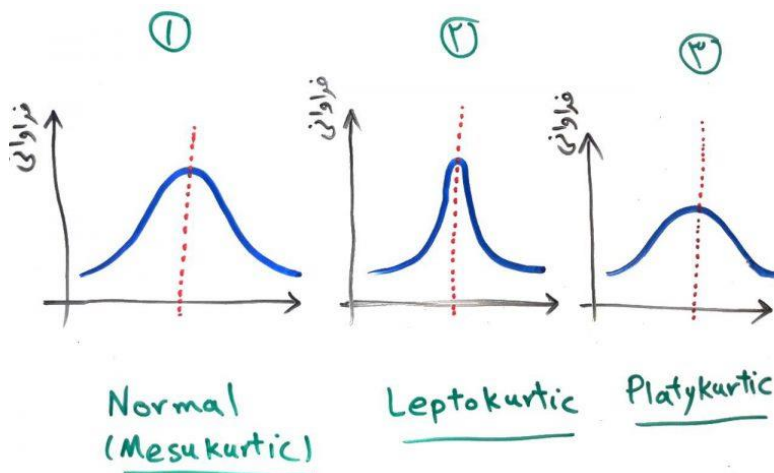 ۱
۲
۳
فراوانی
فراوانی
فراوانی
Normal
(Mesukurtic)
Leptokurtic
Platykurtic